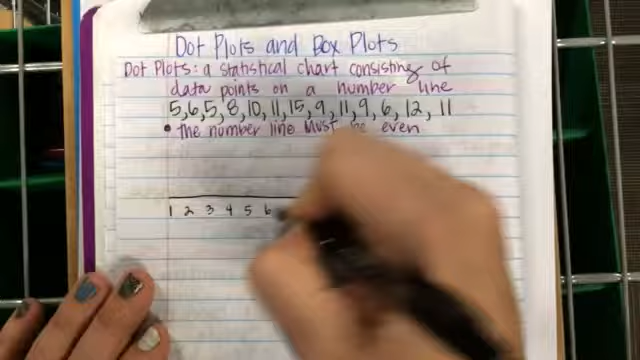 Dot Plots and Box Plots
Dot Plots: a statistical chart consisting of
data points on a number line
5,6,5,8,10,11,15,9,11,9,6,12,11
• the number line must be even
1 2 3 4 5 6